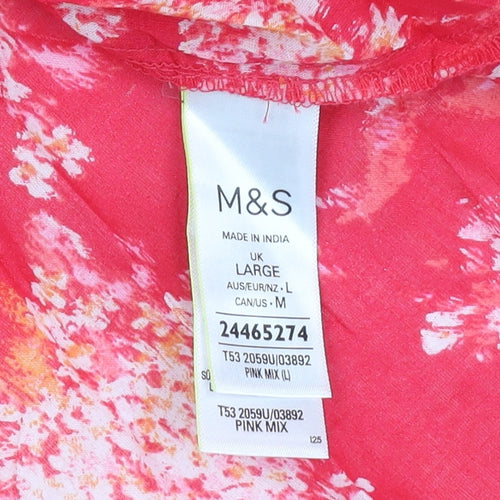 M&S
MADE IN INDIA
UK
LARGE
AUS/EUR/NZ • L
CAN/US • M
24465274
T53 2059U/03892
PINK MIX (L)
T53 2059U/03892
PINK MIX
125